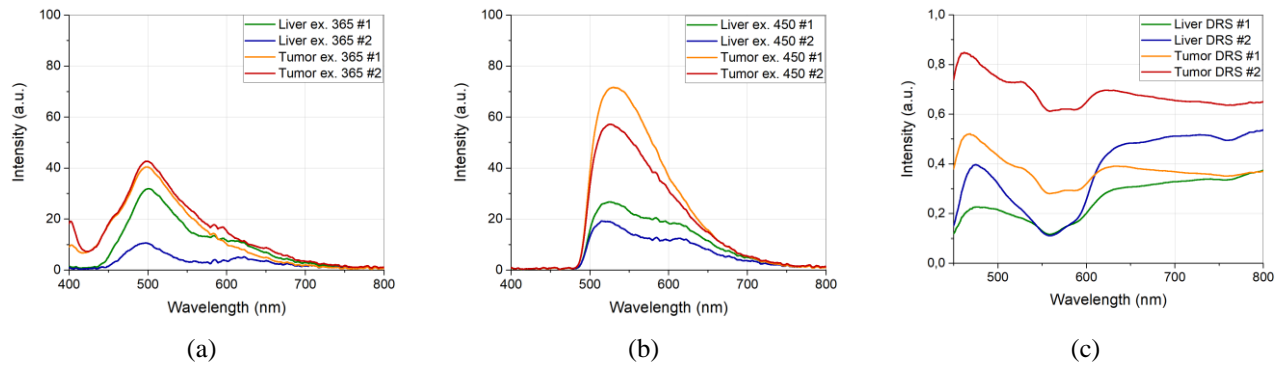 100
80
60
40
20
0
Intensity (a.u.)
Liver ex. 365 #1
Liver ex. 365 #2
Tumor ex. 365 #1
Tumor ex. 365 #2
400 500 600 700 800
Wavelength (nm)
(a)
100
80
60
40
20
0
Intensity (a.u.)
Liver ex. 450 #1
Liver ex. 450 #2
Tumor ex. 450 #1
Tumor ex. 450 #2
400 500 600 700 800
Wavelength (nm)
(b)
1,0
0,8
0,6
0,4
0,2
0,0
Intensity (a.u.)
Liver DRS #1
Liver DRS #2
Tumor DRS #1
Tumor DRS #2
500 600 700 800
Wavelength (nm)
(c)